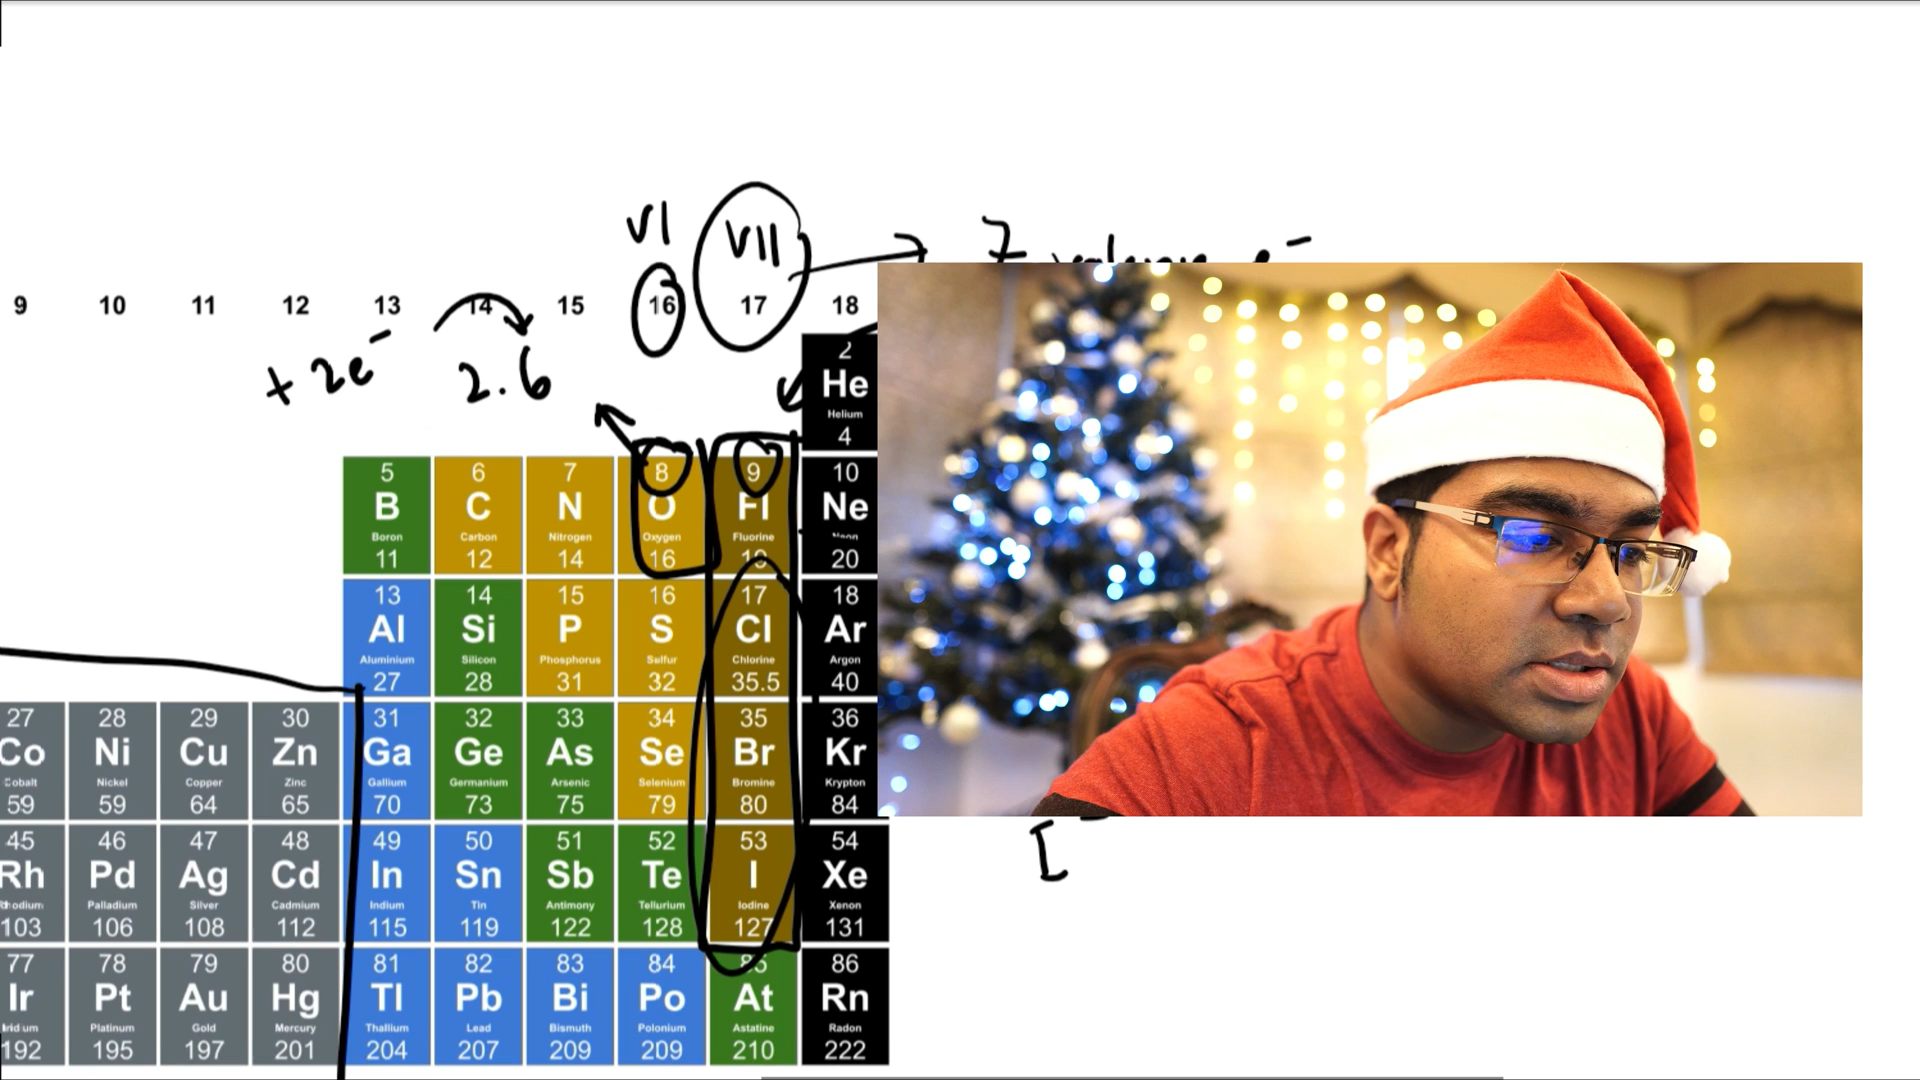 VI VII 7 e-
9 10 11 12 13 14 15 16 17 18
+ 2e- 2.6
2
He
Helium
4
5 6 7 8 9 10
B C N O Fl Ne
Boron Carbon Nitrogen Oxygen Fluorine Neon
11 12 14 16 19 20
13 14 15 16 17 18
Al Si P S Cl Ar
Aluminium Silicon Phosphorus Sulfur Chlorine Argon
27 28 31 32 35.5 40
27 28 29 30 31 32 33 34 35 36
Co Ni Cu Zn Ga Ge As Se Br Kr
Cobalt Nickel Copper Zinc Gallium Germanium Arsenic Selenium Bromine Krypton
59 59 64 65 70 73 75 79 80 84
I-
45 46 47 48 49 50 51 52 53 54
Rh Pd Ag Cd In Sn Sb Te I Xe
Rhodium Palladium Silver Cadmium Indium Tin Antimony Tellurium Iodine Xenon
103 106 108 112 115 119 122 128 127 131
77 78 79 80 81 82 83 84 85 86
Ir Pt Au Hg Tl Pb Bi Po At Rn
Iridium Platinum Gold Mercury Thallium Lead Bismuth Polonium Astatine Radon
192 195 197 201 204 207 209 209 210 222